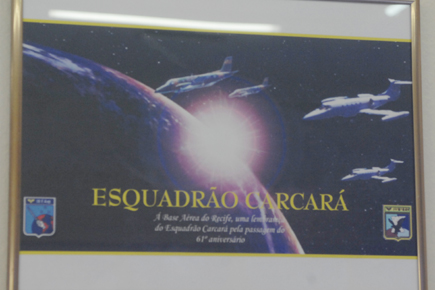 ESQUADRÃO CARCARÁ
À Base Aérea do Recife, uma lembrança
do Esquadrão Carcará pela passagem do
61º aniversário